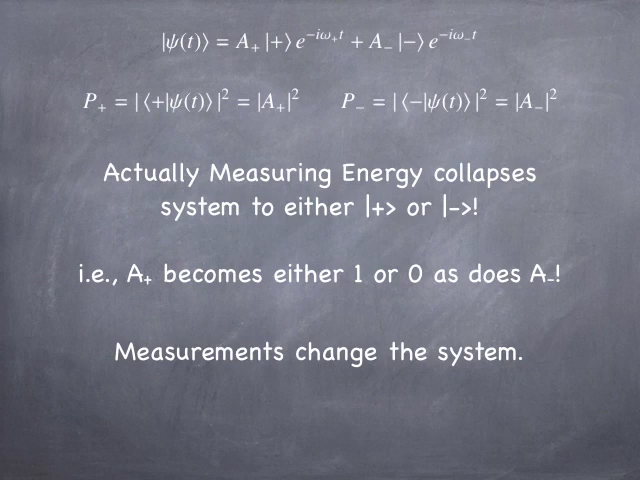 |ψ(t)⟩ = A₊ |+⟩ e^{-iω₊t} + A₋ |−⟩ e^{-iω₋t}
P₊ = | ⟨+|ψ(t)⟩ |² = |A₊|² P₋ = | ⟨−|ψ(t)⟩ |² = |A₋|²
Actually Measuring Energy collapses
system to either |+> or |->!
i.e., A₊ becomes either 1 or 0 as does A₋!
Measurements change the system.